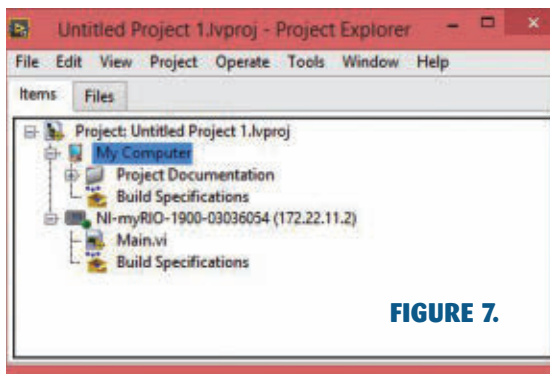 Untitled Project 1.lvproj - Project Explorer
File Edit View Project Operate Tools Window Help
Items Files
Project: Untitled Project 1.lvproj
My Computer
Project Documentation
Build Specifications
NI-myRIO-1900-03036054 (172.22.11.2)
Main.vi
Build Specifications
FIGURE 7.